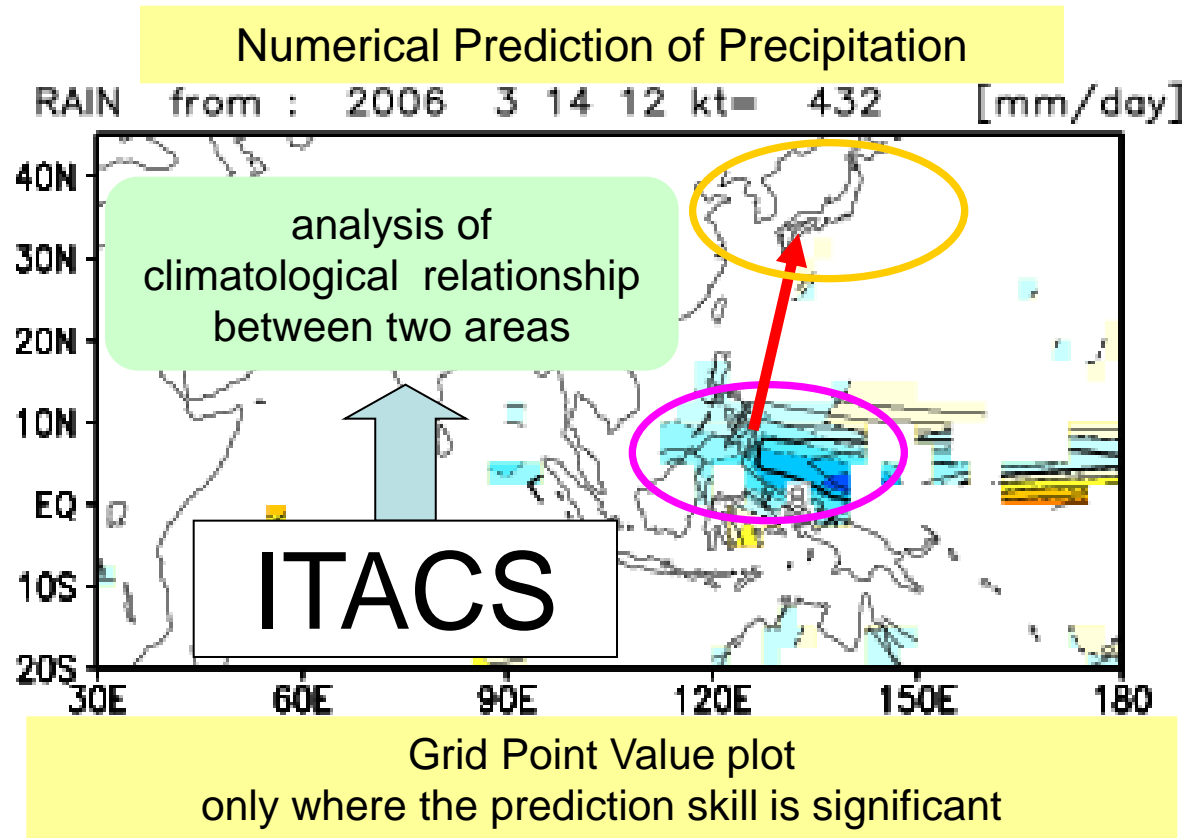 Numerical Prediction of Precipitation
RAIN from : 2006 3 14 12 kt= 432 [mm/day]
40N
analysis of
climatological relationship
between two areas
30N
20N
10N
EQ
8
ITACS
10S
20S
30E 60E 90E 120E 150E 180
Grid Point Value plot
only where the prediction skill is significant